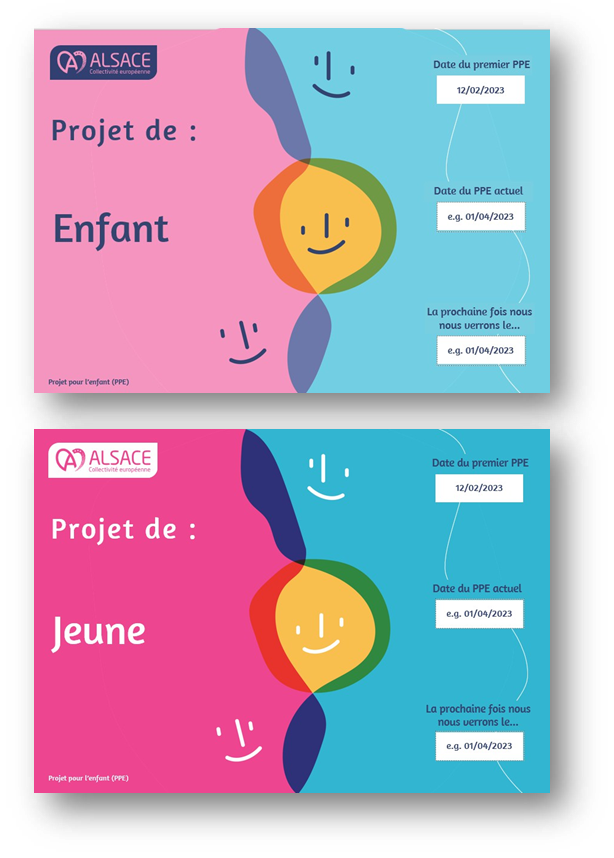 ALSACE
Collectivité européenne
Projet de :
Enfant
Projet pour l'enfant (PPE)
Date du premier PPE
12/02/2023
Date du PPE actuel
e.g. 01/04/2023
La prochaine fois nous
nous verrons le...
e.g. 01/04/2023
ALSACE
Collectivité européenne
Projet de :
Jeune
Projet pour l'enfant (PPE)
Date du premier PPE
12/02/2023
Date du PPE actuel
e.g. 01/04/2023
La prochaine fois nous
nous verrons le...
e.g. 01/04/2023